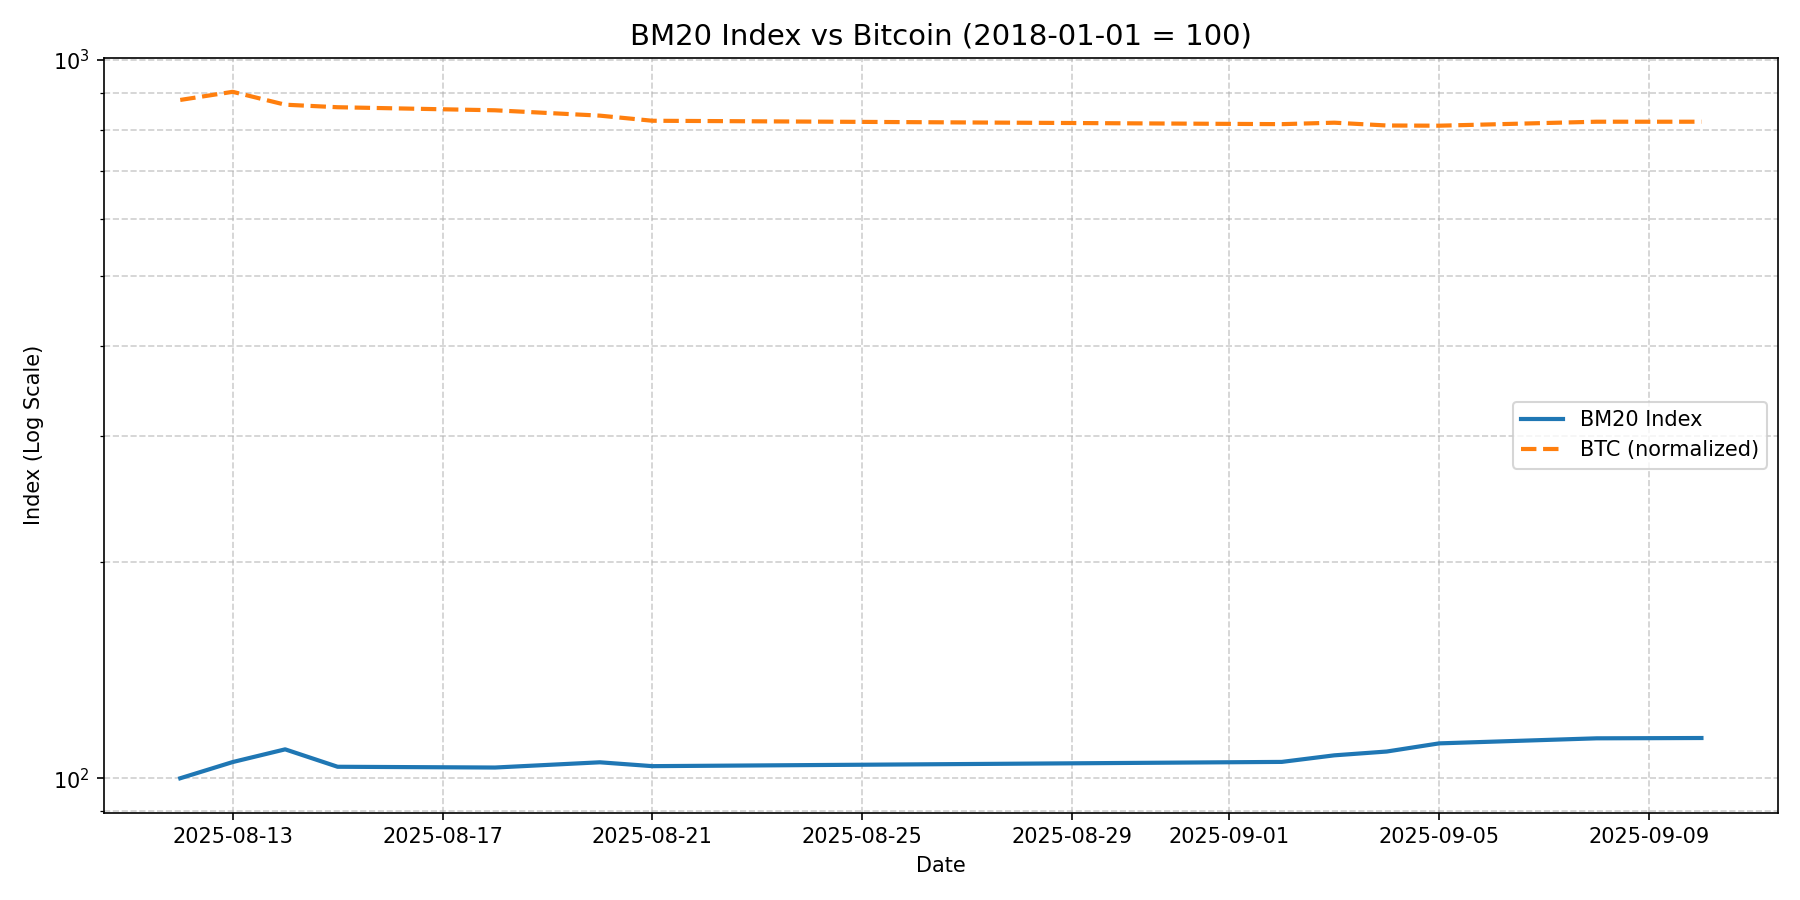 BM20 Index vs Bitcoin (2018-01-01 = 100)
10³
10²
Index (Log Scale)
BM20 Index
BTC (normalized)
2025-08-13 2025-08-17 2025-08-21 2025-08-25 2025-08-29 2025-09-01 2025-09-05 2025-09-09
Date